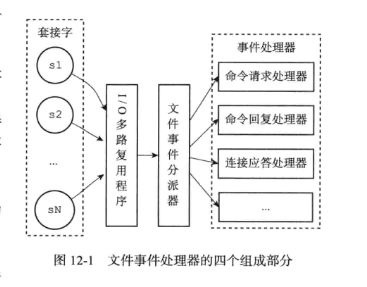 套接字
s1
s2
...
sN
I/O多路复用程序
文件事件分派器
事件处理器
命令请求处理器
命令回复处理器
连接应答处理器
...
图 12-1 文件事件处理器的四个组成部分